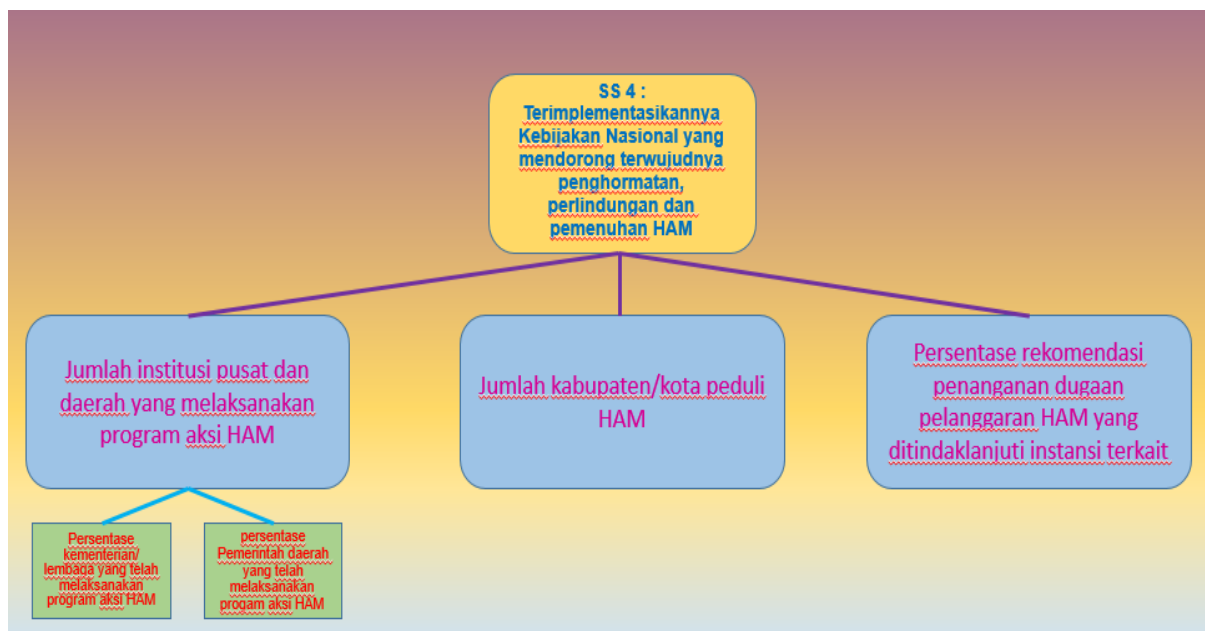 SS 4 :
Terimplementasikannya
Kebijakan Nasional yang
mendorong terwujudnya
penghormatan,
perlindungan dan
pemenuhan HAM
Jumlah institusi pusat dan
daerah yang melaksanakan
program aksi HAM
Jumlah kabupaten/kota peduli
HAM
Persentase rekomendasi
penanganan dugaan
pelanggaran HAM yang
ditindaklanjuti instansi terkait
Persentase
kementerian/
lembaga yang telah
melaksanakan
program aksi HAM
persentase
Pemerintah daerah
yang telah
melaksanakan
progam aksi HAM